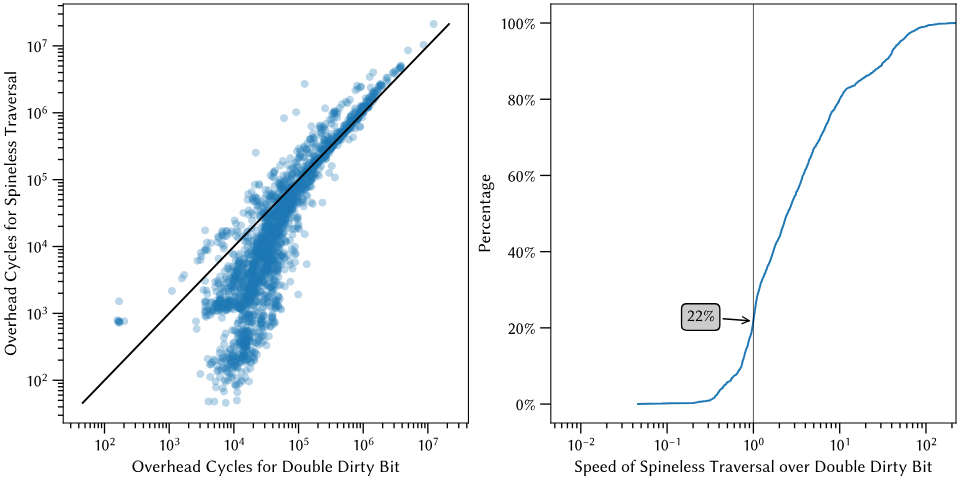 Overhead Cycles for Spineless Traversal
10^7
10^6
10^5
10^4
10^3
10^2
10^2 10^3 10^4 10^5 10^6 10^7
Overhead Cycles for Double Dirty Bit
Percentage
100%
80%
60%
40%
20%
0%
22%
10^-2 10^-1 10^0 10^1 10^2
Speed of Spineless Traversal over Double Dirty Bit